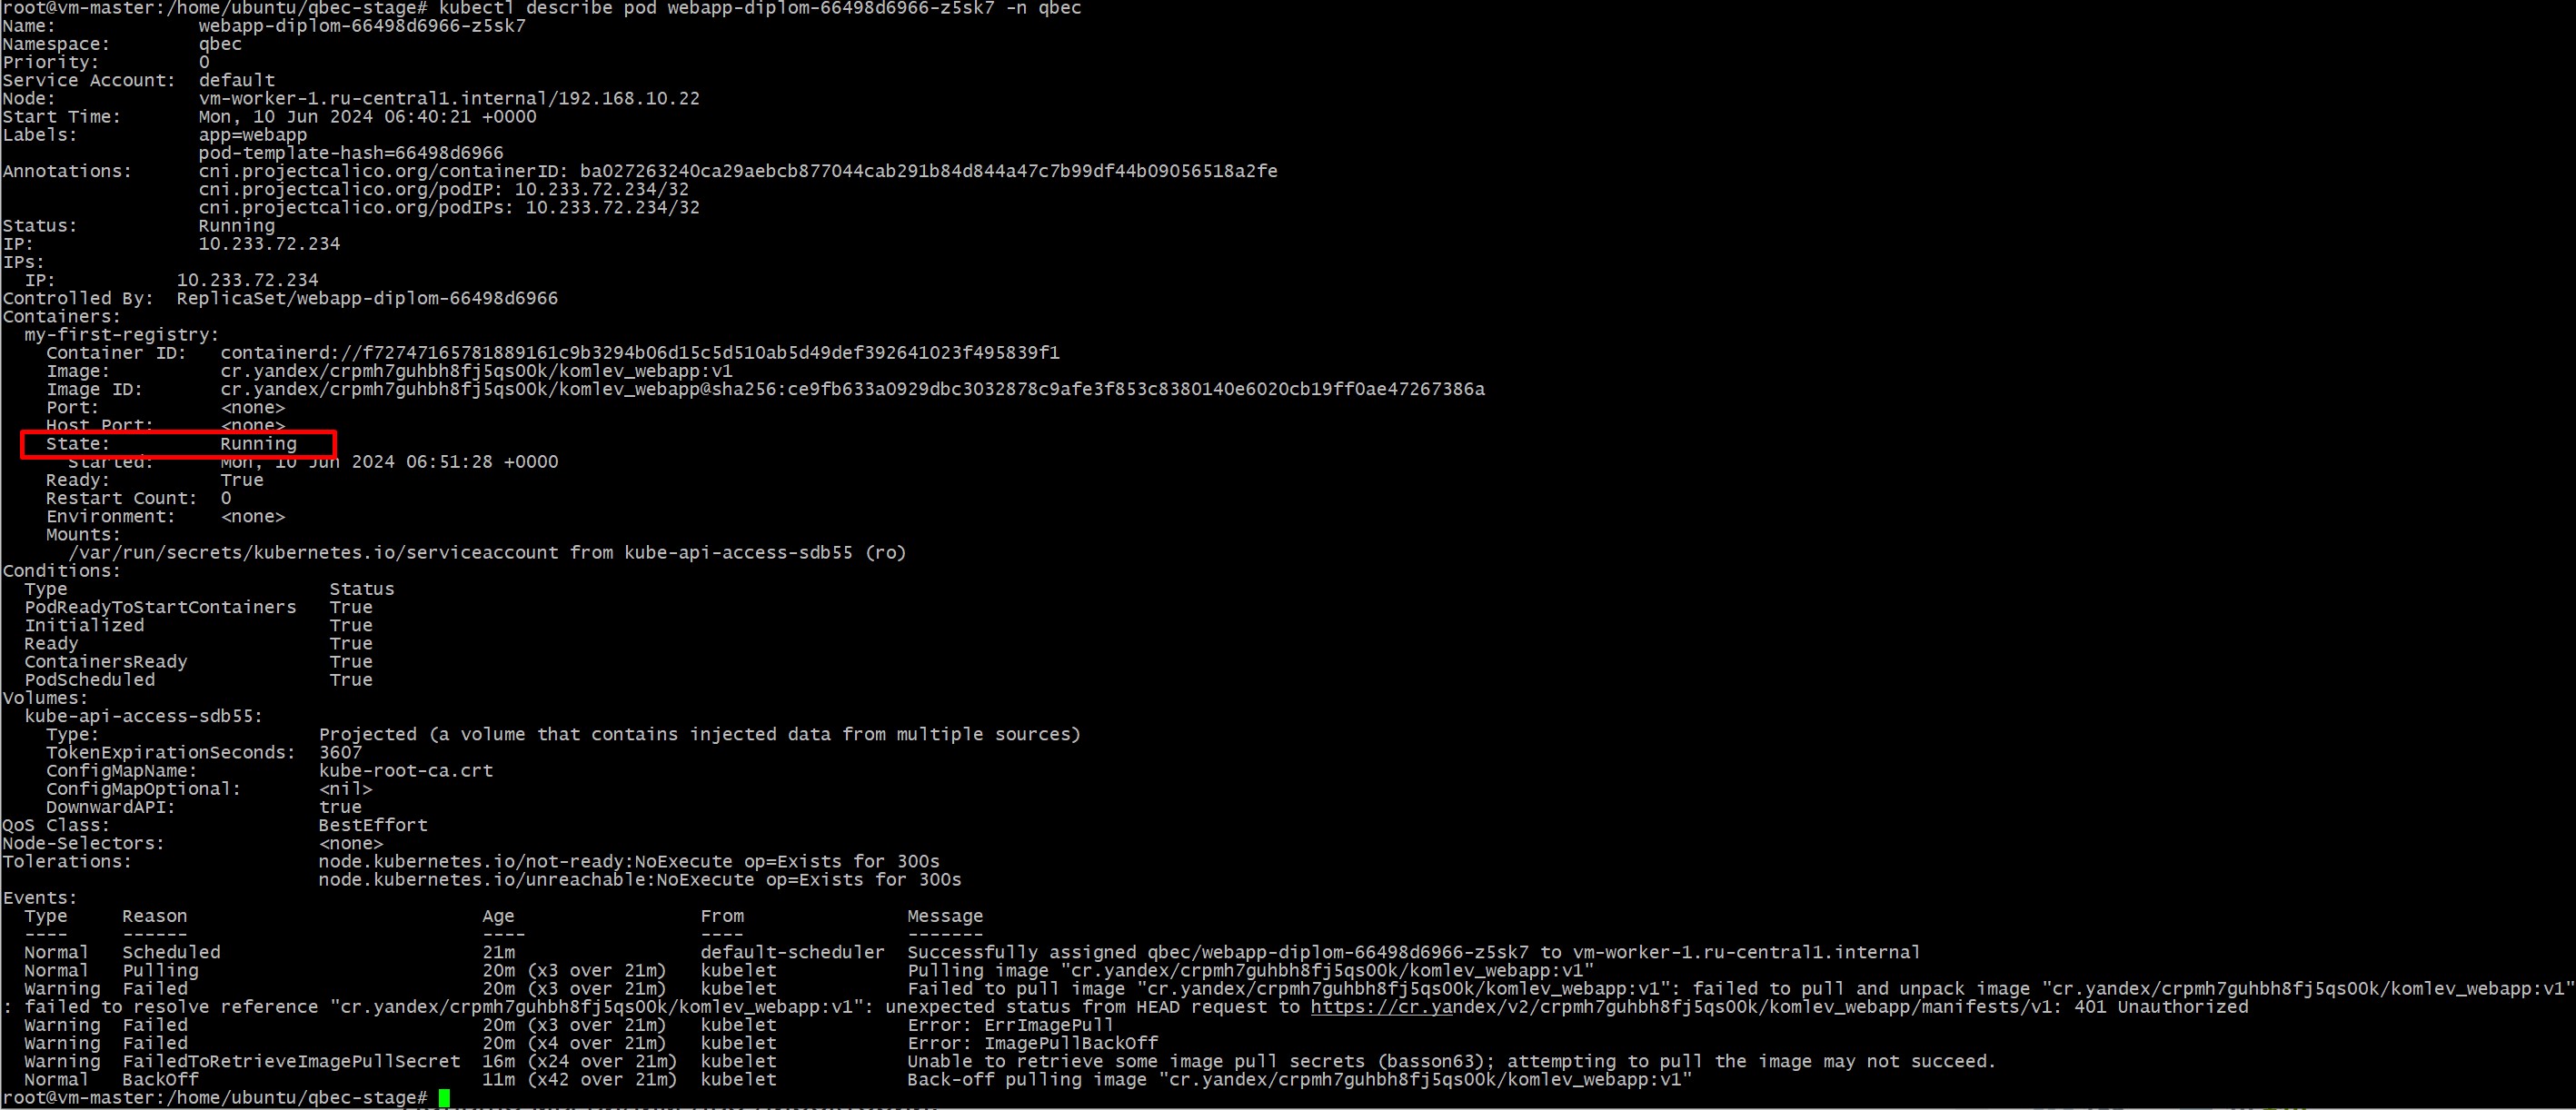 root@vm-master:/home/ubuntu/qbec-stage# kubectl describe pod webapp-diplom-66498d6966-z5sk7 -n qbec
Name:             webapp-diplom-66498d6966-z5sk7
Namespace:        qbec
Priority:         0
Service Account:  default
Node:             vm-worker-1.ru-central1.internal/192.168.10.22
Start Time:       Mon, 10 Jun 2024 06:40:21 +0000
Labels:           app=webapp
                  pod-template-hash=66498d6966
Annotations:      cni.projectcalico.org/containerID: ba027263240ca29aebcb877044cab291b84d844a47c7b99df44b09056518a2fe
                  cni.projectcalico.org/podIP: 10.233.72.234/32
                  cni.projectcalico.org/podIPs: 10.233.72.234/32
Status:           Running
IP:               10.233.72.234
IPs:
  IP:           10.233.72.234
Controlled By:  ReplicaSet/webapp-diplom-66498d6966
Containers:
  my-first-registry:
    Container ID:   containerd://f72747165781889161c9b3294b06d15c5d510ab5d49def392641023f495839f1
    Image:          cr.yandex/crpmh7guhbh8fj5qs00k/komlev_webapp:v1
    Image ID:       cr.yandex/crpmh7guhbh8fj5qs00k/komlev_webapp@sha256:ce9fb633a0929dbc3032878c9afe3f853c8380140e6020cb19ff0ae47267386a
    Port:           <none>
    Host Port:      <none>
    State:          Running
      Started:      Mon, 10 Jun 2024 06:51:28 +0000
    Ready:          True
    Restart Count:  0
    Environment:    <none>
    Mounts:
      /var/run/secrets/kubernetes.io/serviceaccount from kube-api-access-sdb55 (ro)
Conditions:
  Type                        Status
  PodReadyToStartContainers   True
  Initialized                 True
  Ready                       True
  ContainersReady             True
  PodScheduled                True
Volumes:
  kube-api-access-sdb55:
    Type:                    Projected (a volume that contains injected data from multiple sources)
    TokenExpirationSeconds:  3607
    ConfigMapName:           kube-root-ca.crt
    ConfigMapOptional:       <nil>
    DownwardAPI:             true
QoS Class:                   BestEffort
Node-Selectors:              <none>
Tolerations:                 node.kubernetes.io/not-ready:NoExecute op=Exists for 300s
                             node.kubernetes.io/unreachable:NoExecute op=Exists for 300s
Events:
  Type     Reason                           Age                 From               Message
  ----     ------                           ----                ----               -------
  Normal   Scheduled                        21m                 default-scheduler  Successfully assigned qbec/webapp-diplom-66498d6966-z5sk7 to vm-worker-1.ru-central1.internal
  Normal   Pulling                          20m (x3 over 21m)   kubelet            Pulling image "cr.yandex/crpmh7guhbh8fj5qs00k/komlev_webapp:v1"
  Warning  Failed                           20m (x3 over 21m)   kubelet            Failed to pull image "cr.yandex/crpmh7guhbh8fj5qs00k/komlev_webapp:v1": failed to pull and unpack image "cr.yandex/crpmh7guhbh8fj5qs00k/komlev_webapp:v1"
: failed to resolve reference "cr.yandex/crpmh7guhbh8fj5qs00k/komlev_webapp:v1": unexpected status from HEAD request to https://cr.yandex/v2/crpmh7guhbh8fj5qs00k/komlev_webapp/manifests/v1: 401 Unauthorized
  Warning  Failed                           20m (x3 over 21m)   kubelet            Error: ErrImagePull
  Warning  Failed                           20m (x4 over 21m)   kubelet            Error: ImagePullBackOff
  Warning  FailedToRetrieveImagePullSecret  16m (x24 over 21m)  kubelet            Unable to retrieve some image pull secrets (basson63); attempting to pull the image may not succeed.
  Normal   BackOff                          11m (x42 over 21m)  kubelet            Back-off pulling image "cr.yandex/crpmh7guhbh8fj5qs00k/komlev_webapp:v1"
root@vm-master:/home/ubuntu/qbec-stage#